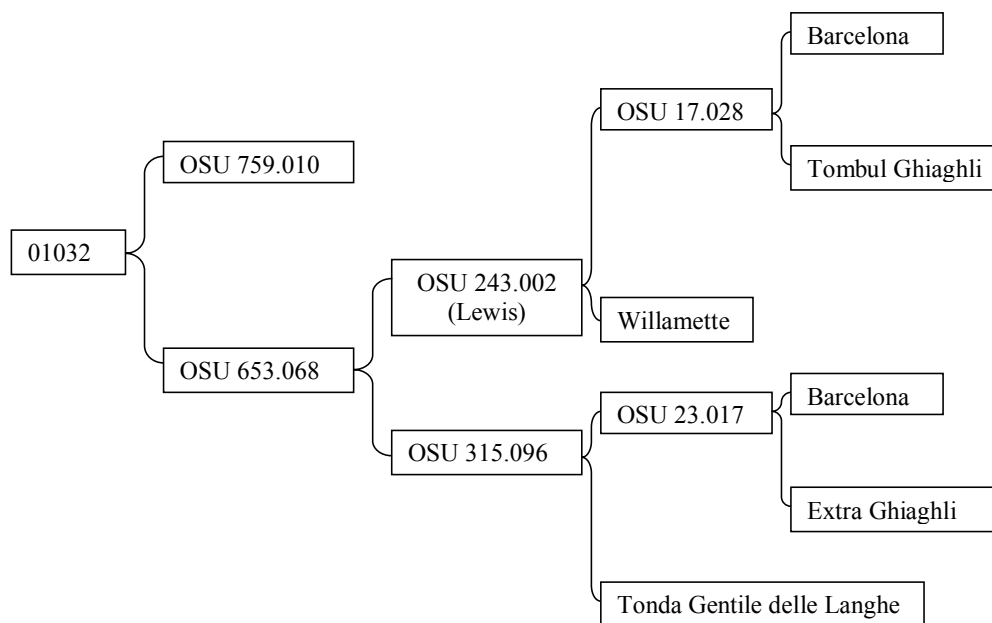 Barcelona
OSU 17.028
OSU 759.010
Tombul Ghiaghli
01032
OSU 243.002
(Lewis)
Willamette
OSU 653.068
Barcelona
OSU 23.017
OSU 315.096
Extra Ghiaghli
Tonda Gentile delle Langhe